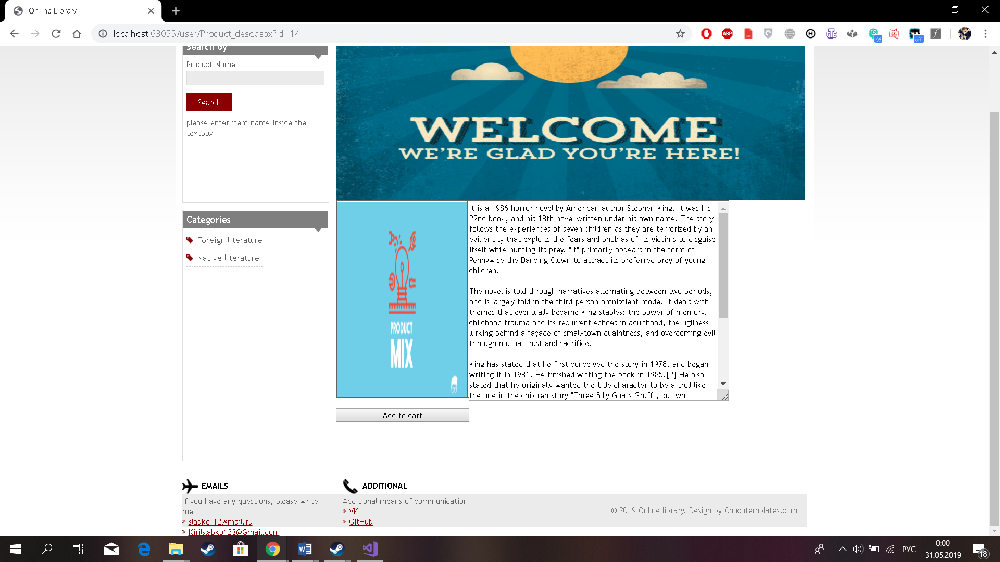 Online Library
localhost:63055/user/Product_desc.aspx?id=14
ABP
96
off
Search by
Product Name
Search
please enter item name inside the
textbox
Categories
Foreign literature
Native literature
WELCOME
WE'RE GLAD YOU'RE HERE!
PRODUCT
MIX
It is a 1986 horror novel by American author Stephen King. It was his
22nd book, and his 18th novel written under his own name. The story
follows the experiences of seven children as they are terrorized by an
evil entity that exploits the fears and phobias of its victims to disguise
itself while hunting its prey. "It" primarily appears in the form of
Pennywise the Dancing Clown to attract its preferred prey of young
children.
The novel is told through narratives alternating between two periods,
and is largely told in the third-person omniscient mode. It deals with
themes that eventually became King staples: the power of memory,
childhood trauma and its recurrent echoes in adulthood, the ugliness
lurking behind a façade of small-town quaintness, and overcoming evil
through mutual trust and sacrifice.
King has stated that he first conceived the story in 1978, and began
writing it in 1981. He finished writing the book in 1985.[2] He also
stated that he originally wanted the title character to be a troll like
the one in the children story "Three Billy Goats Gruff", but who
Add to cart
EMAILS
If you have any questions, please write
me
» slabko-12@mail.ru
» Kirilslabko123@Gmail.com
ADDITIONAL
Additional means of communication
» VK
» GitHub
© 2019 Online library. Design by Chocotemplates.com
РУС
0:00
31.05.2019
18